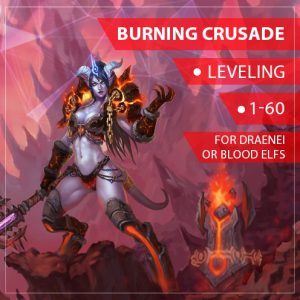 BURNING CRUSADE
• LEVELING
• 1-60
FOR DRAENEI
OR BLOOD ELFS